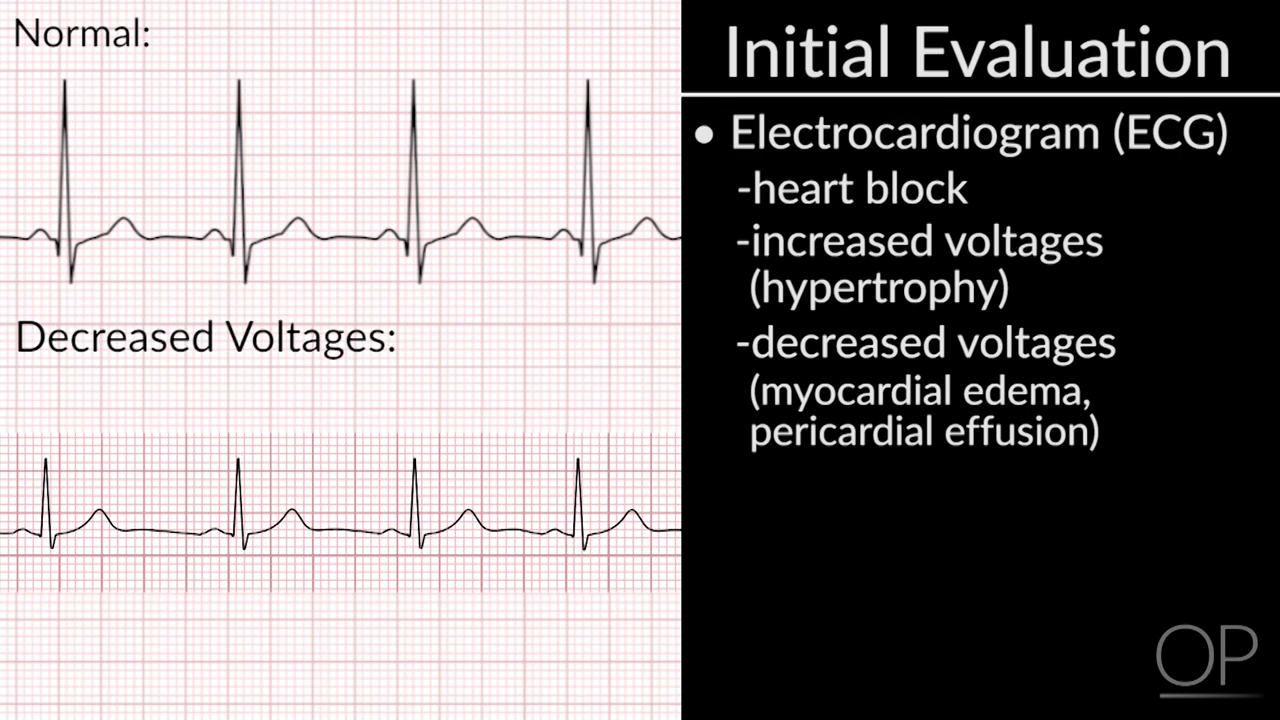 Normal:
Decreased Voltages:
Initial Evaluation
• Electrocardiogram (ECG)
-heart block
-increased voltages
(hypertrophy)
-decreased voltages
(myocardial edema,
pericardial effusion)
OP